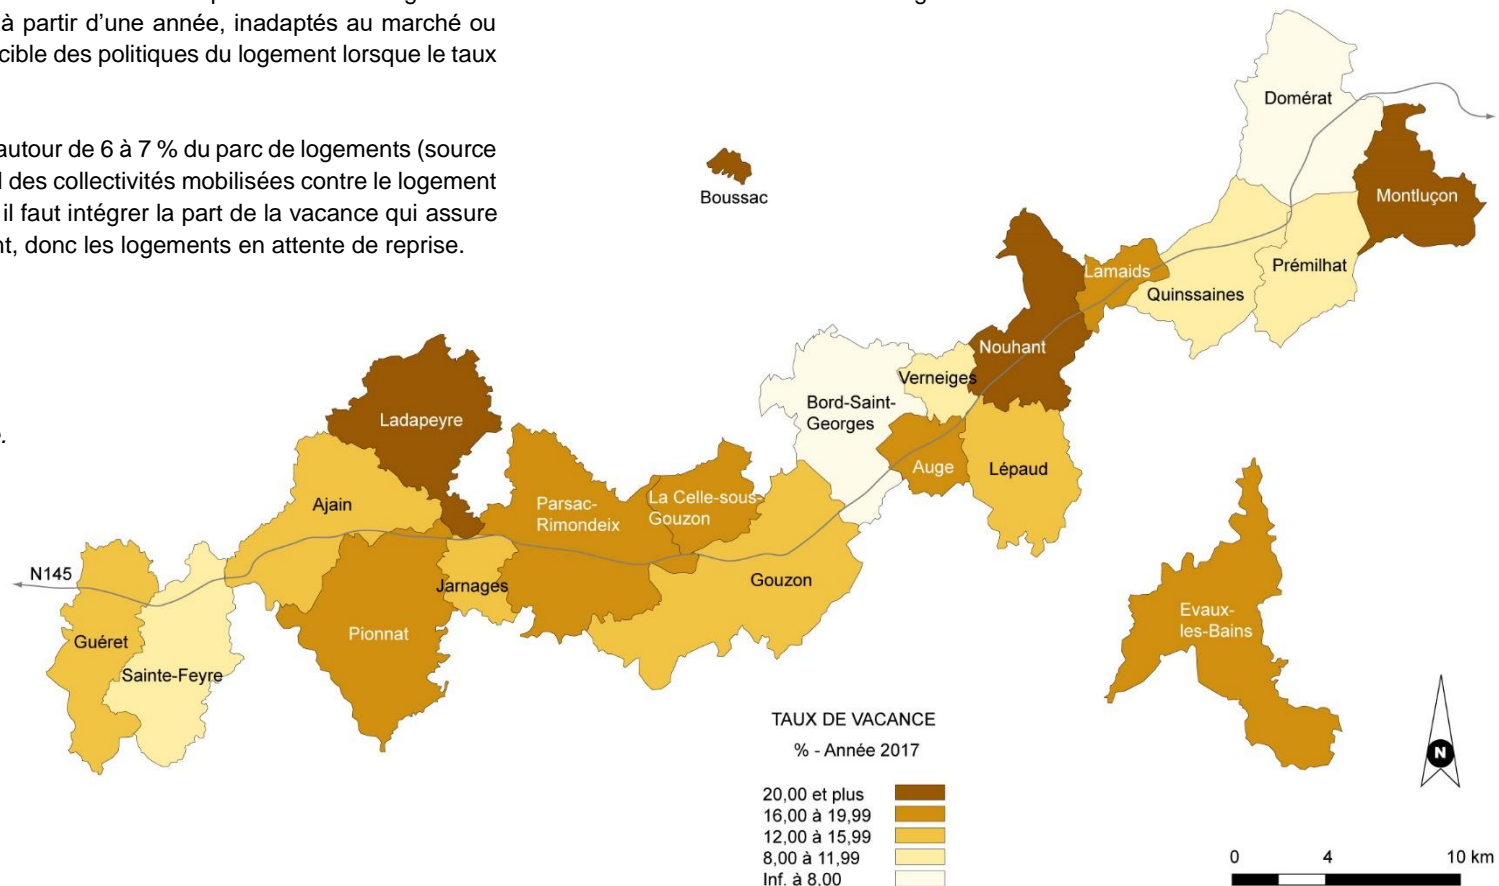 à partir d’une année, inadaptés au marché ou
cible des politiques du logement lorsque le taux
autour de 6 à 7 % du parc de logements (source
des collectivités mobilisées contre le logement
il faut intégrer la part de la vacance qui assure
donc les logements en attente de reprise.
Domérat
Montluçon
Boussac
Lamaids
Prémilhat
Quinssaines
Nouhant
Verneiges
Bord-Saint-
Georges
Ladapeyre
Auge
Lépaud
Ajain
Parsac-
Rimondeix
La Celle-sous-
Gouzon
N145
Jarnages
Gouzon
Guéret
Pionnat
Sainte-Feyre
Evaux-
les-Bains
TAUX DE VACANCE
% - Année 2017
20,00 et plus
16,00 à 19,99
12,00 à 15,99
8,00 à 11,99
Inf. à 8.00
N
0 4 10 km